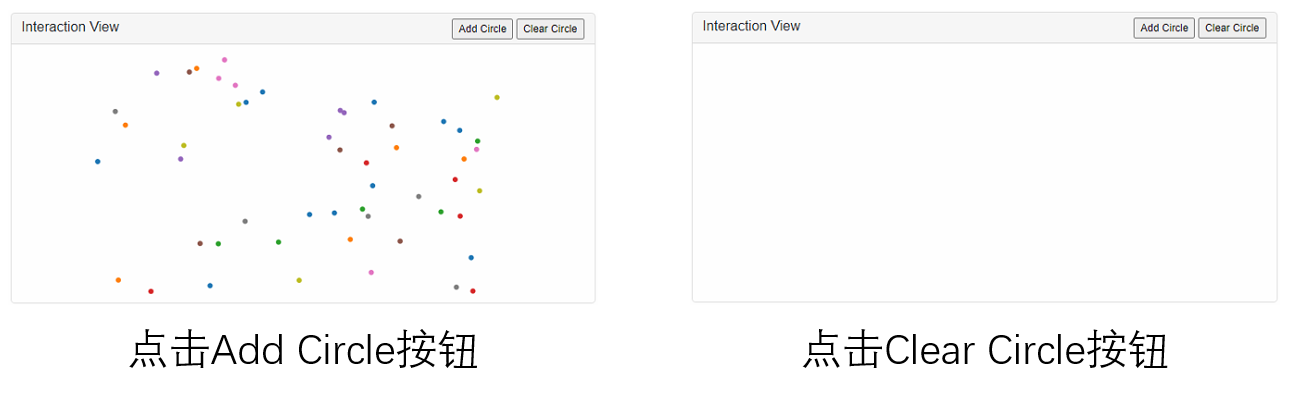 Interaction View
Add Circle
Clear Circle
点击Add Circle按钮
Interaction View
Add Circle
Clear Circle
点击Clear Circle按钮